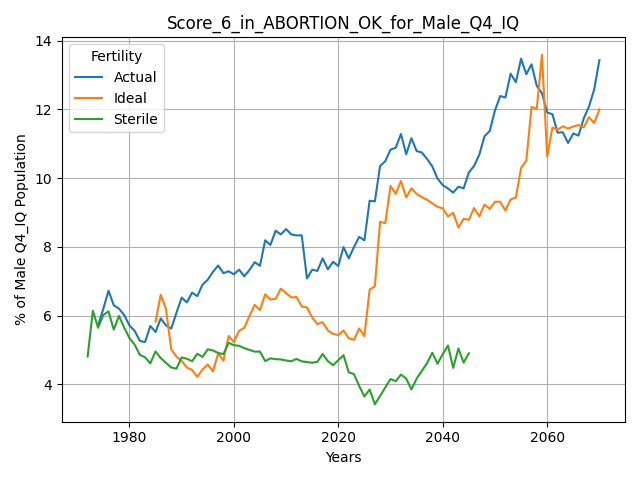 Score_6_in_ABORTION_OK_for_Male_Q4_IQ
% of Male Q4_IQ Population
14
12
10
8
6
4
Fertility
Actual
Ideal
Sterile
1980 2000 2020 2040 2060
Years